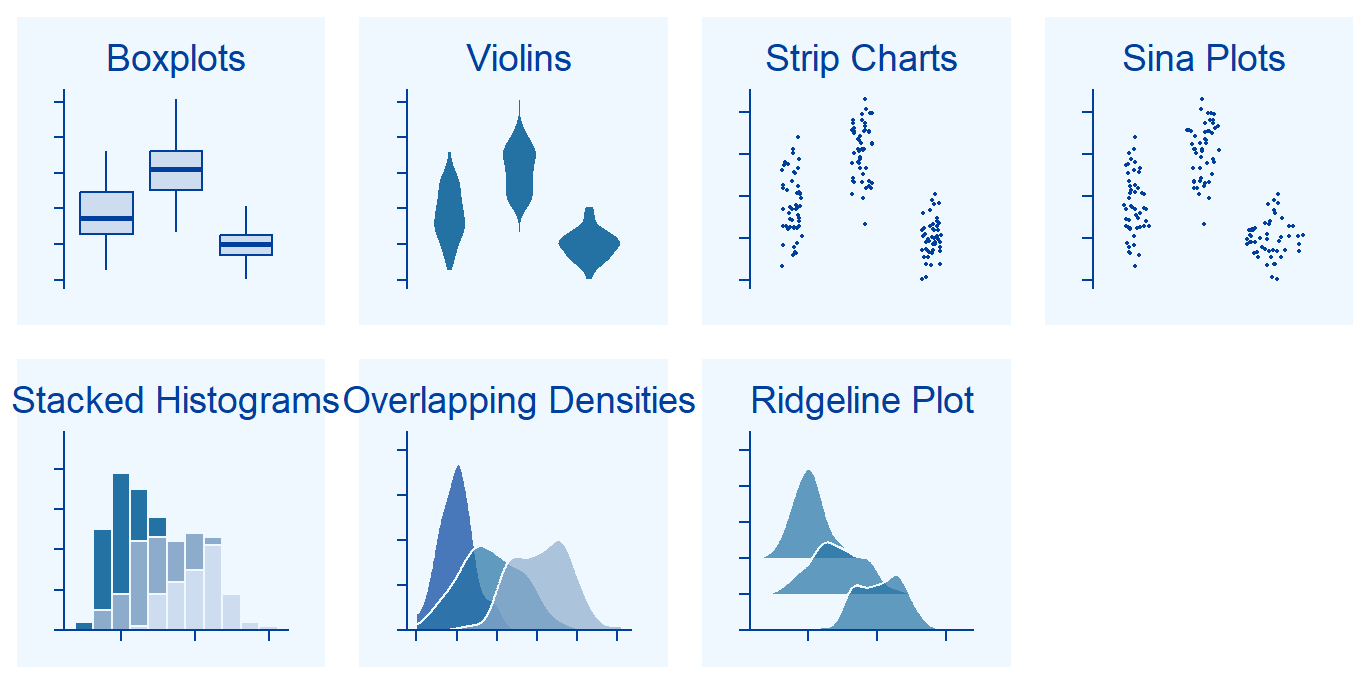 Boxplots
Violins
Strip Charts
Sina Plots
Stacked Histograms
Overlapping Densities
Ridgeline Plot